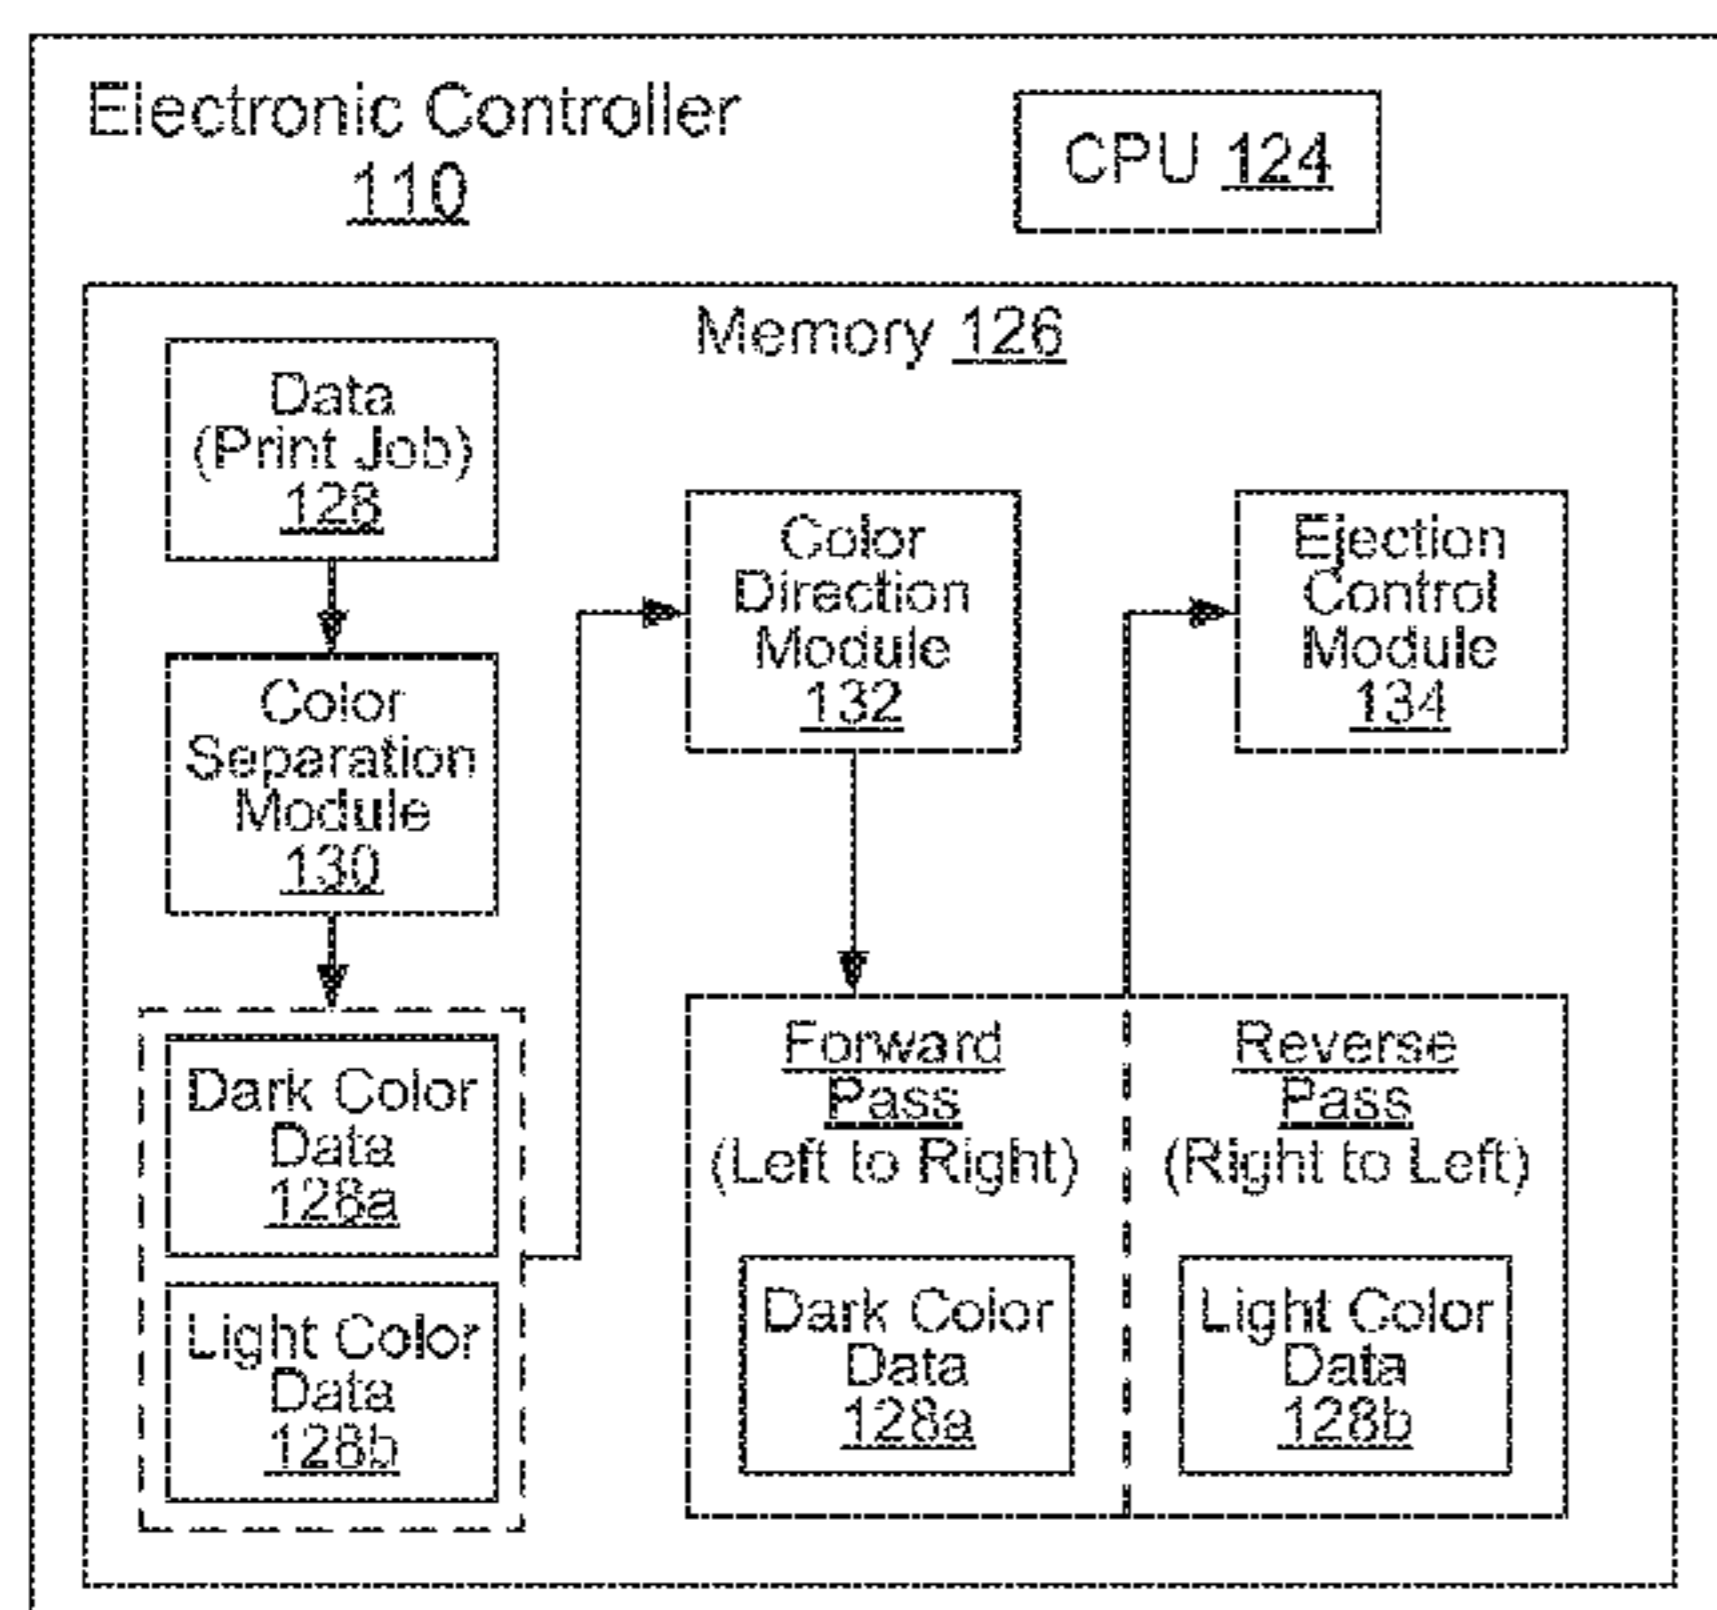 Electronic Controller
110
CPU 124
Memory 126
Data
(Print Job)
128
Color
Separation
Module
130
Dark Color
Data
128a
Light Color
Data
128b
Color
Direction
Module
132
Ejection
Control
Module
134
Forward
Pass
(Left to Right)
Dark Color
Data
128a
Reverse
Pass
(Right to Left)
Light Color
Data
128b